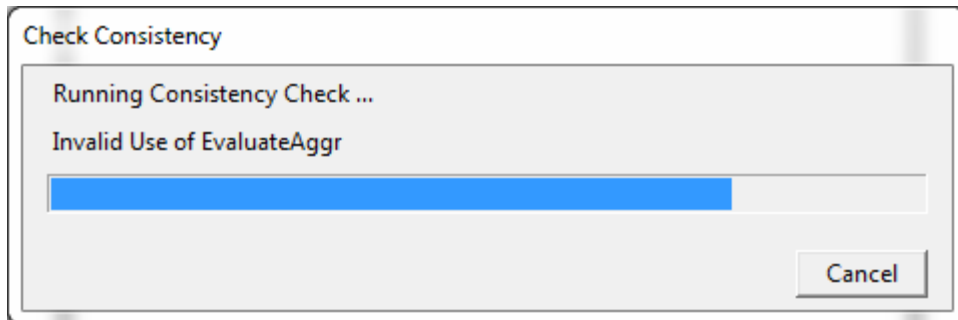 Check Consistency
Running Consistency Check ...
Invalid Use of EvaluateAggr
Cancel